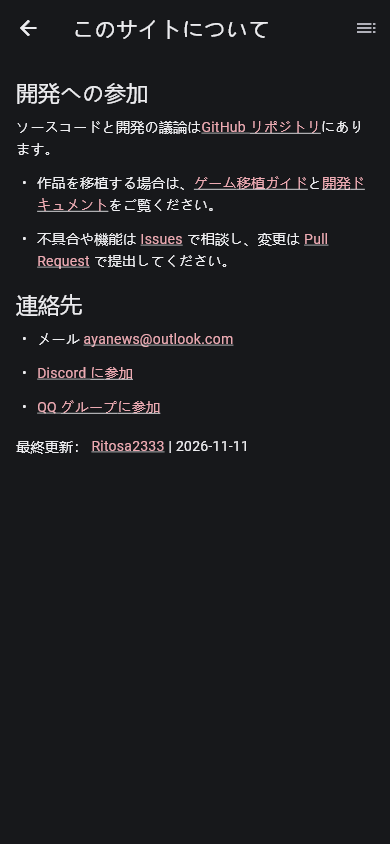 このサイトについて
開発への参加
ソースコードと開発の議論はGitHub リポジトリにあり
ます。
・ 作品を移植する場合は、ゲーム移植ガイドと開発ド
キュメントをご覧ください。
・ 不具合や機能は Issues で相談し、変更は Pull
Request で提出してください。
連絡先
・ メール ayanews@outlook.com
・ Discord に参加
・ QQ グループに参加
最終更新: Ritosa2333 | 2026-11-11